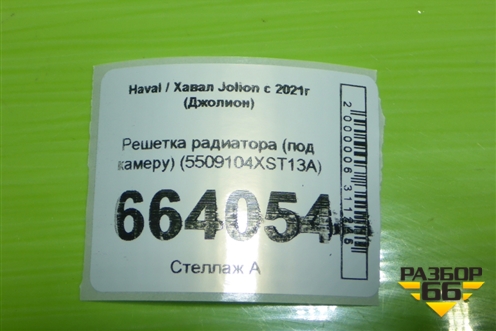 Haval / Хавал Jolion с 2021г
(Джолион)
Решетка радиатора (под
камеру) (5509104XST13A)
664054
Стеллаж А
РАЗБОР
66